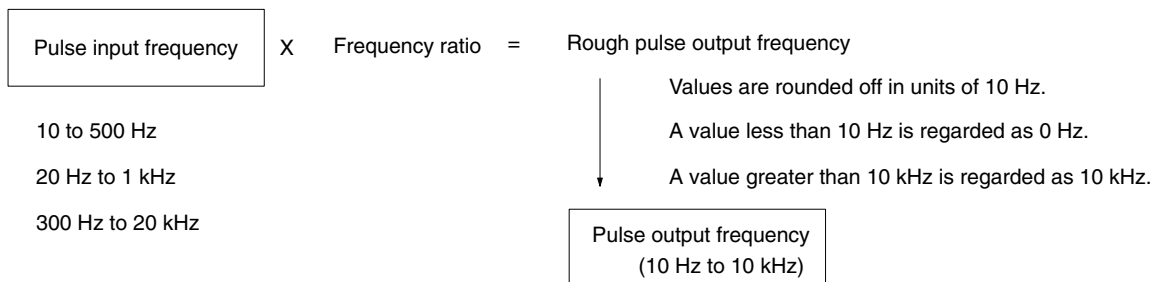 Pulse input frequency X Frequency ratio = Rough pulse output frequency
Values are rounded off in units of 10 Hz.
10 to 500 Hz
A value less than 10 Hz is regarded as 0 Hz.
20 Hz to 1 kHz
A value greater than 10 kHz is regarded as 10 kHz.
300 Hz to 20 kHz
Pulse output frequency
(10 Hz to 10 kHz)